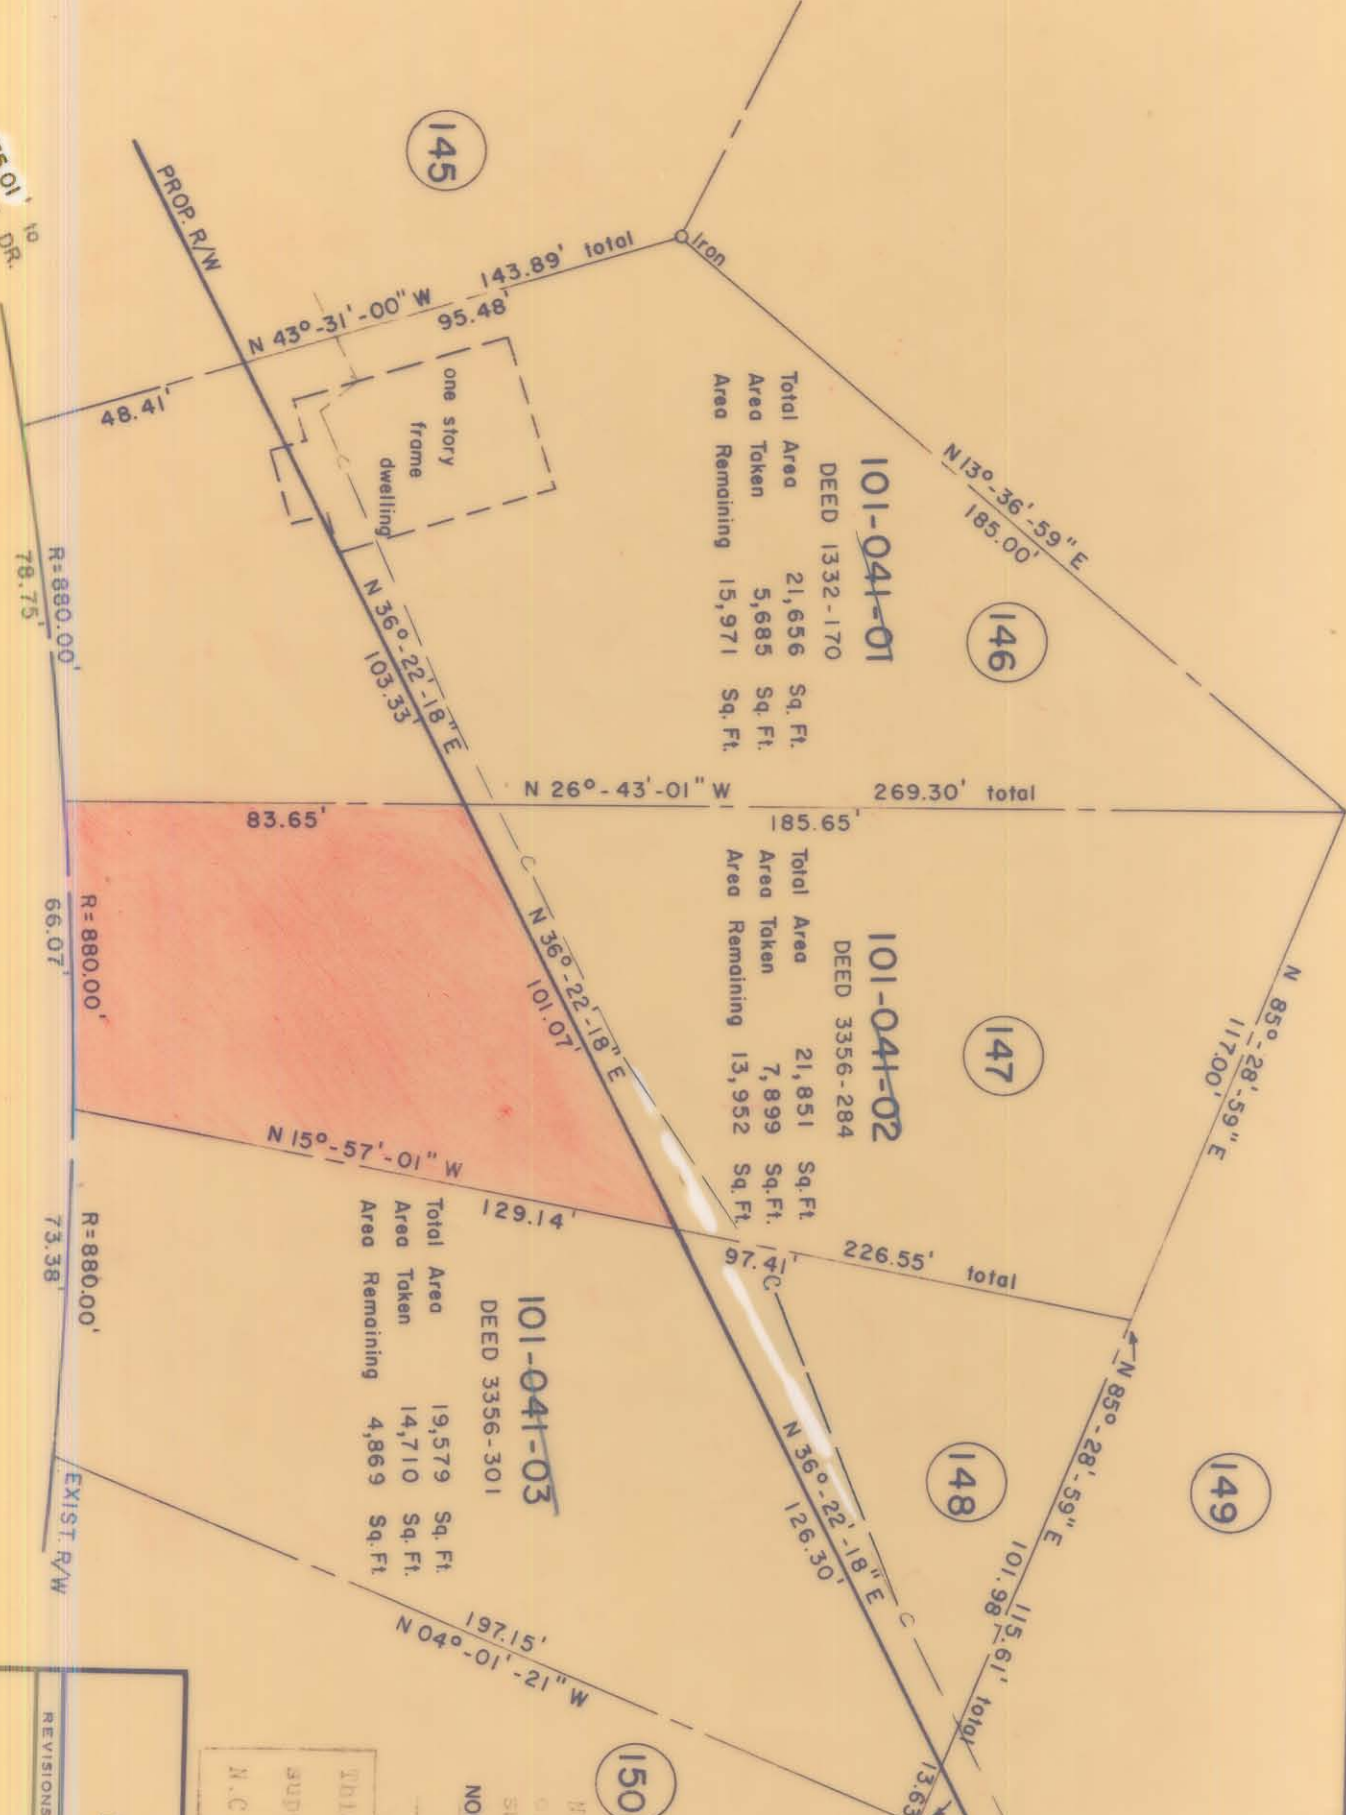 145
PROP. R/W
N 43°-31'-00" W
143.89' total
95.48'
48.41'
Iron
one story
frame
dwelling
N 13°-36'-59" E
185.00'
146
101-041-01
DEED 1332-170
Total Area 21,656 Sq. Ft.
Area Taken 5,685 Sq. Ft.
Area Remaining 15,971 Sq. Ft.
N 36°-22'-18" E
103.33'
R=880.00'
78.75'
N 26°-43'-01" W
269.30' total
83.65'
185.65'
147
101-041-02
DEED 3356-284
Total Area 21,851 Sq. Ft.
Area Taken 7,899 Sq. Ft.
Area Remaining 13,952 Sq. Ft.
N 85°-28'-59" E
117.00'
C
N 36°-22'-18" E
101.07'
R=880.00'
66.07'
N 15°-57'-01" W
129.14'
97.41'
226.55' total
C
149
148
N 85°-28'-59" E
101.98'
115.61' total
N 36°-22'-18" E
126.30'
C
101-041-03
DEED 3356-301
Total Area 19,579 Sq. Ft.
Area Taken 14,710 Sq. Ft.
Area Remaining 4,869 Sq. Ft.
R=880.00'
73.38'
EXIST. R/W
197.15'
N 04°-01'-21" W
150
13.63
5.01' to
DR.
REVISIONS
NO
N.C